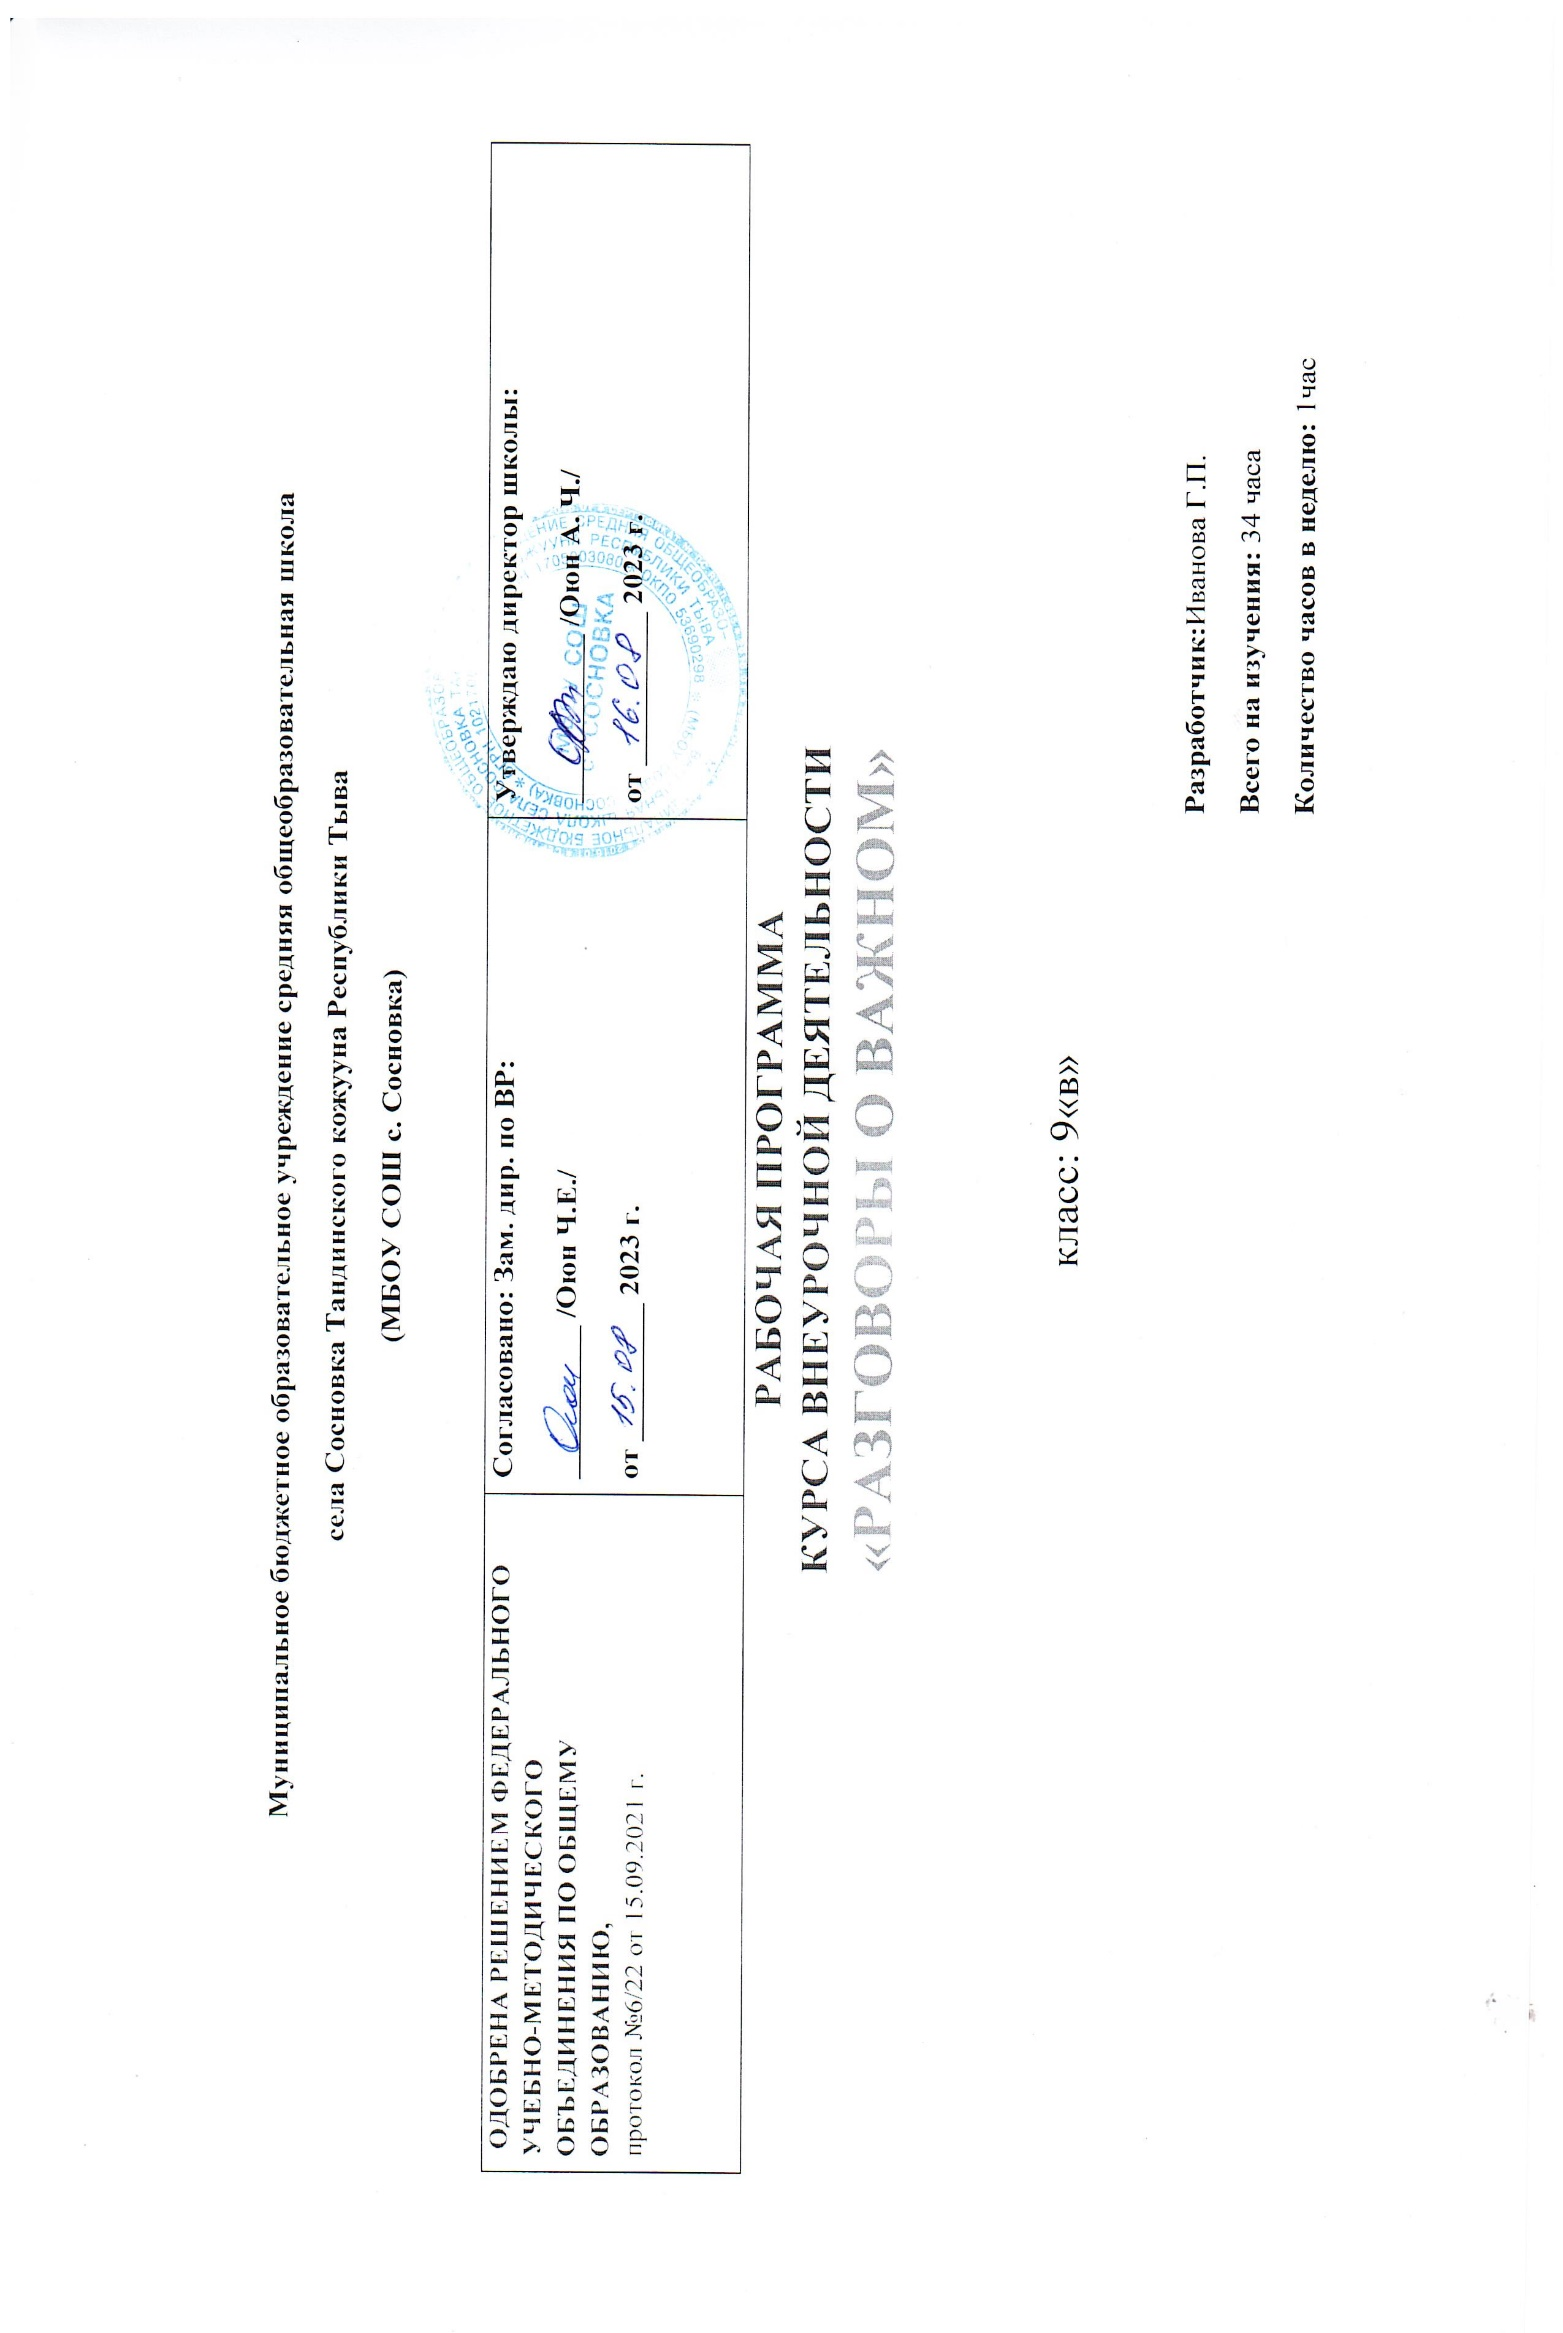 Муниципальное бюджетное образовательное учреждение средняя общеобразовательная школа
села Сосновка Тандинского кожууна Республики Тыва
(МБОУ СОШ с. Сосновка)
ОДОБРЕНА РЕШЕНИЕМ ФЕДЕРАЛЬНОГО
УЧЕБНО-МЕТОДИЧЕСКОГО
ОБЪЕДИНЕНИЯ ПО ОБЩЕМУ
ОБРАЗОВАНИЮ,
протокол №6/22 от 15.09.2021 г.
Согласовано: Зам. дир. по ВР:
/Оюн Ч.Е./
от 15.08 2023 г.
Утверждаю директор школы:
/Оюн А. Ч./
от 16.08 2023 г.
СОШ
СОСНОВКА
РАБОЧАЯ ПРОГРАММА
КУРСА ВНЕУРОЧНОЙ ДЕЯТЕЛЬНОСТИ
«РАЗГОВОРЫ О ВАЖНОМ»
класс: 9«в»
Разработчик:Иванова Г.П.
Всего на изучения: 34 часа
Количество часов в неделю: 1час